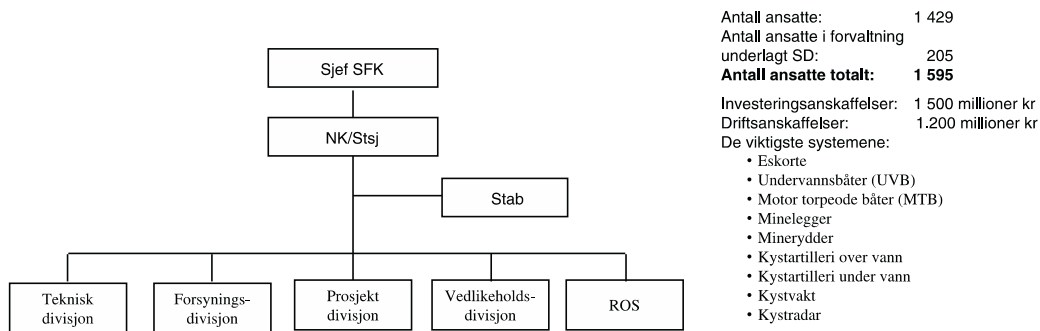 Sjef SFK
NK/Stsj
Stab
Teknisk
divisjon
Forsynings-
divisjon
Prosjekt
divisjon
Vedlikeholds-
divisjon
ROS
Antall ansatte: 1 429
Antall ansatte i forvaltning
underlagt SD: 205
Antall ansatte totalt: 1 595
Investeringsanskaffelser: 1 500 millioner kr
Driftsanskaffelser: 1.200 millioner kr
De viktigste systemene:
• Eskorte
• Undervannsbåter (UVB)
• Motor torpeode båter (MTB)
• Minelegger
• Minerydder
• Kystartilleri over vann
• Kystartilleri under vann
• Kystvakt
• Kystradar